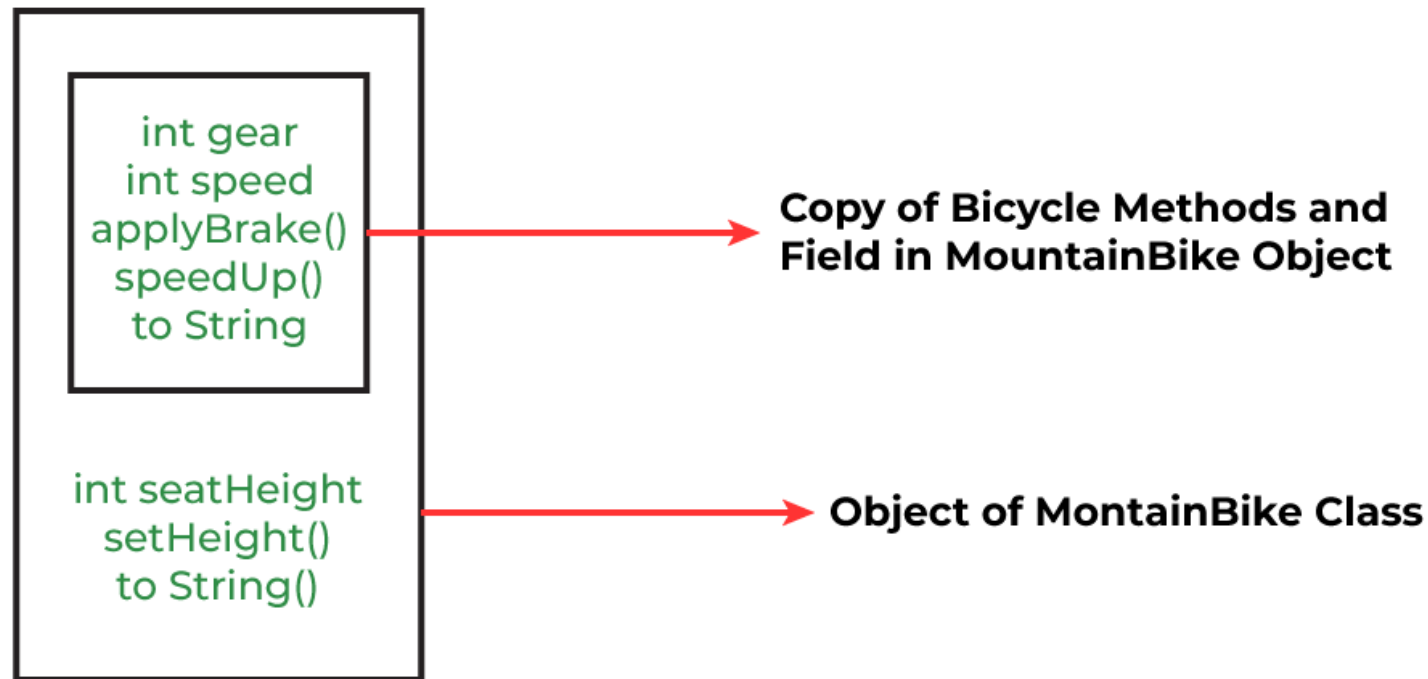 int gear
int speed
applyBrake()
speedUp()
to String
Copy of Bicycle Methods and
Field in MountainBike Object
int seatHeight
setHeight()
to String()
Object of MontainBike Class